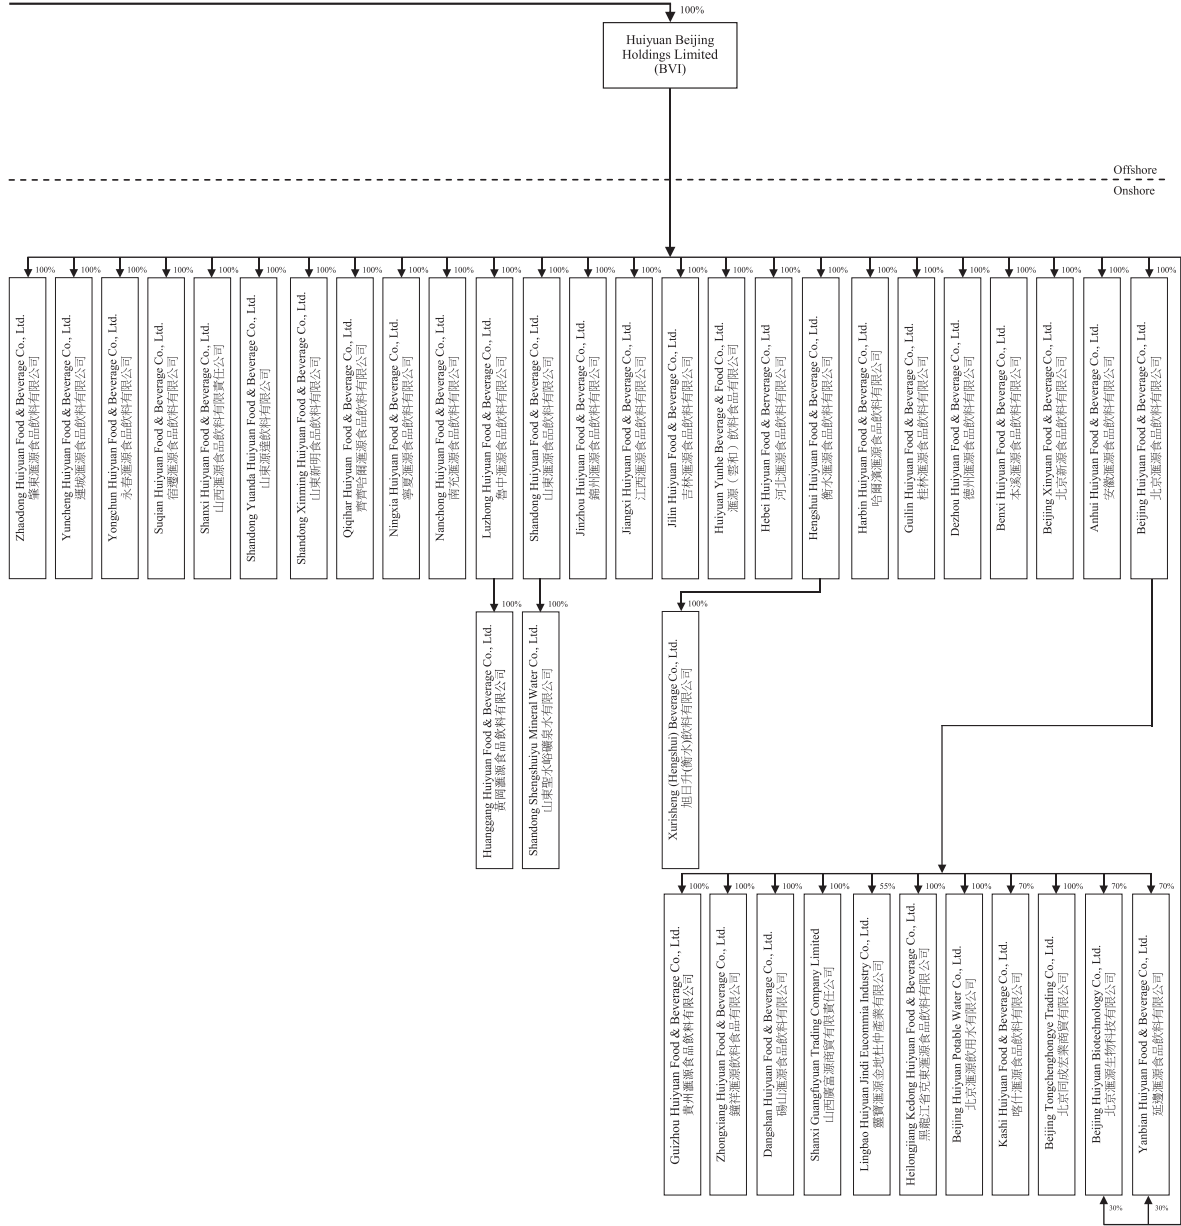 100%
Huiyuan Beijing
Holdings Limited
(BVI)
Offshore
Onshore
100%
Zhaodong Huiyuan Food & Beverage Co., Ltd.
肇東滙源食品飲料有限公司
100%
Yuncheng Huiyuan Food & Beverage Co., Ltd.
運城滙源食品飲料有限公司
100%
Yongchun Huiyuan Food & Beverage Co., Ltd.
永春滙源食品飲料有限公司
100%
Suqian Huiyuan Food & Beverage Co., Ltd.
宿遷滙源食品飲料有限公司
100%
Shanxi Huiyuan Food & Beverage Co., Ltd.
山西滙源食品飲料有限責任公司
100%
Shandong Yuanda Huiyuan Food & Beverage Co., Ltd.
山東源達飲料有限公司
100%
Shandong Xinming Huiyuan Food & Beverage Co., Ltd.
山東新明食品飲料有限公司
100%
Qiqihar Huiyuan Food & Beverage Co., Ltd.
齊齊哈爾滙源食品飲料有限公司
100%
Ningxia Huiyuan Food & Beverage Co., Ltd.
寧夏滙源食品飲料有限公司
100%
Nanchong Huiyuan Food & Beverage Co., Ltd.
南充滙源食品飲料有限公司
100%
Luzhong Huiyuan Food & Beverage Co., Ltd.
魯中滙源食品飲料有限公司
100%
Shandong Huiyuan Food & Beverage Co., Ltd.
山東滙源食品飲料有限公司
100%
Jinzhou Huiyuan Food & Beverage Co., Ltd.
錦州滙源食品飲料有限公司
100%
Jiangxi Huiyuan Food & Beverage Co., Ltd.
江西滙源食品飲料有限公司
100%
Jilin Huiyuan Food & Beverage Co., Ltd.
吉林滙源食品飲料有限公司
100%
Huiyuan Yunhe Beverage & Food Co., Ltd.
滙源（雲和）飲料食品有限公司
100%
Hebei Huiyuan Food & Berverage Co., Ltd.
河北滙源食品飲料有限公司
100%
Hengshui Huiyuan Food & Beverage Co., Ltd.
衡水滙源食品飲料有限公司
100%
Harbin Huiyuan Food & Beverage Co., Ltd.
哈爾濱滙源食品飲料有限公司
100%
Guilin Huiyuan Food & Beverage Co., Ltd.
桂林滙源食品飲料有限公司
100%
Dezhou Huiyuan Food & Beverage Co., Ltd.
德州滙源食品飲料有限公司
100%
Benxi Huiyuan Food & Beverage Co., Ltd.
本溪滙源食品飲料有限公司
100%
Beijing Xinyuan Food & Beverage Co., Ltd.
北京新源食品飲料有限公司
100%
Anhui Huiyuan Food & Beverage Co., Ltd.
安徽滙源食品飲料有限公司
100%
Beijing Huiyuan Food & Beverage Co., Ltd.
北京滙源食品飲料有限公司
100%
Huanggang Huiyuan Food & Beverage Co., Ltd.
黃岡滙源食品飲料有限公司
100%
Shandong Shengshuiyu Mineral Water Co., Ltd.
山東聖水峪礦泉水有限公司
100%
Xurisheng (Hengshui) Beverage Co., Ltd.
旭日升(衡水)飲料有限公司
100%
Guizhou Huiyuan Food & Beverage Co., Ltd.
貴州滙源食品飲料有限公司
100%
Zhongxiang Huiyuan Food & Beverage Co., Ltd.
鐘祥滙源飲料食品有限公司
100%
Dangshan Huiyuan Food & Beverage Co., Ltd.
碭山滙源食品飲料有限公司
100%
Shanxi Guangfuyuan Trading Company Limited
山西廣富源商貿有限責任公司
55%
Lingbao Huiyuan Jindi Eucommia Industry Co., Ltd.
靈寶滙源金地杜仲產業有限公司
100%
Heilongjiang Kedong Huiyuan Food & Beverage Co., Ltd.
黑龍江省克東滙源食品飲料有限公司
100%
Beijing Huiyuan Potable Water Co., Ltd.
北京滙源飲用水有限公司
70%
Kashi Huiyuan Food & Beverage Co., Ltd.
喀什滙源食品飲料有限公司
100%
Beijing Tongchenghongye Trading Co., Ltd.
北京同成宏業商貿有限公司
70%
Beijing Huiyuan Biotechnology Co., Ltd.
北京滙源生物科技有限公司
70%
Yanbian Huiyuan Food & Beverage Co., Ltd.
延邊滙源食品飲料有限公司
30%
30%